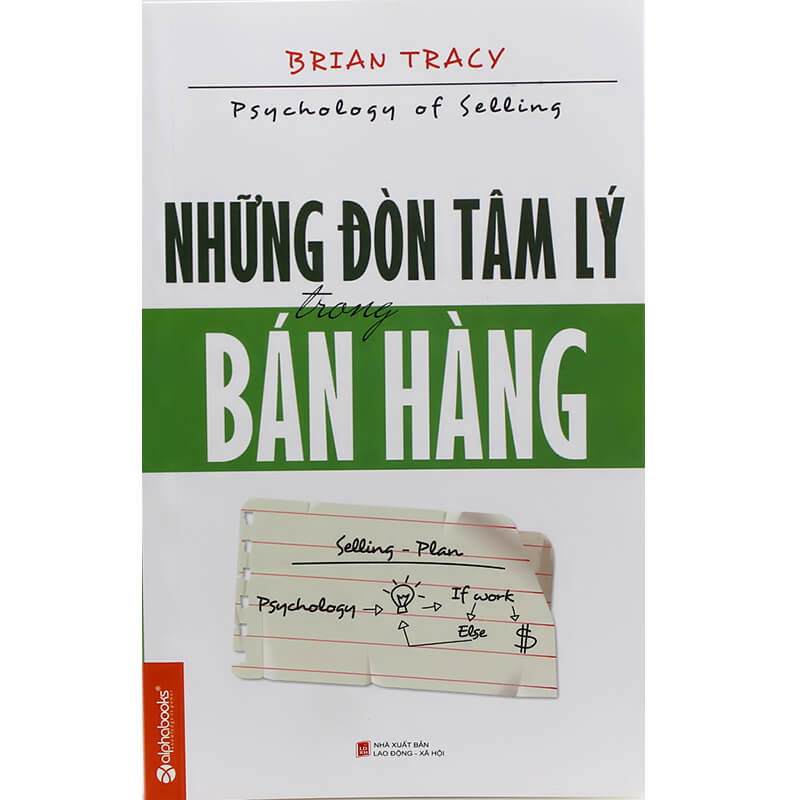 BRIAN TRACY
Psychology of Selling
NHỮNG ĐÒN TÂM LÝ
trong
BÁN HÀNG
Selling - Plan
Psychology
If work
Else
$
alphabooks®
NHÀ XUẤT BẢN
LAO ĐỘNG - XÃ HỘI